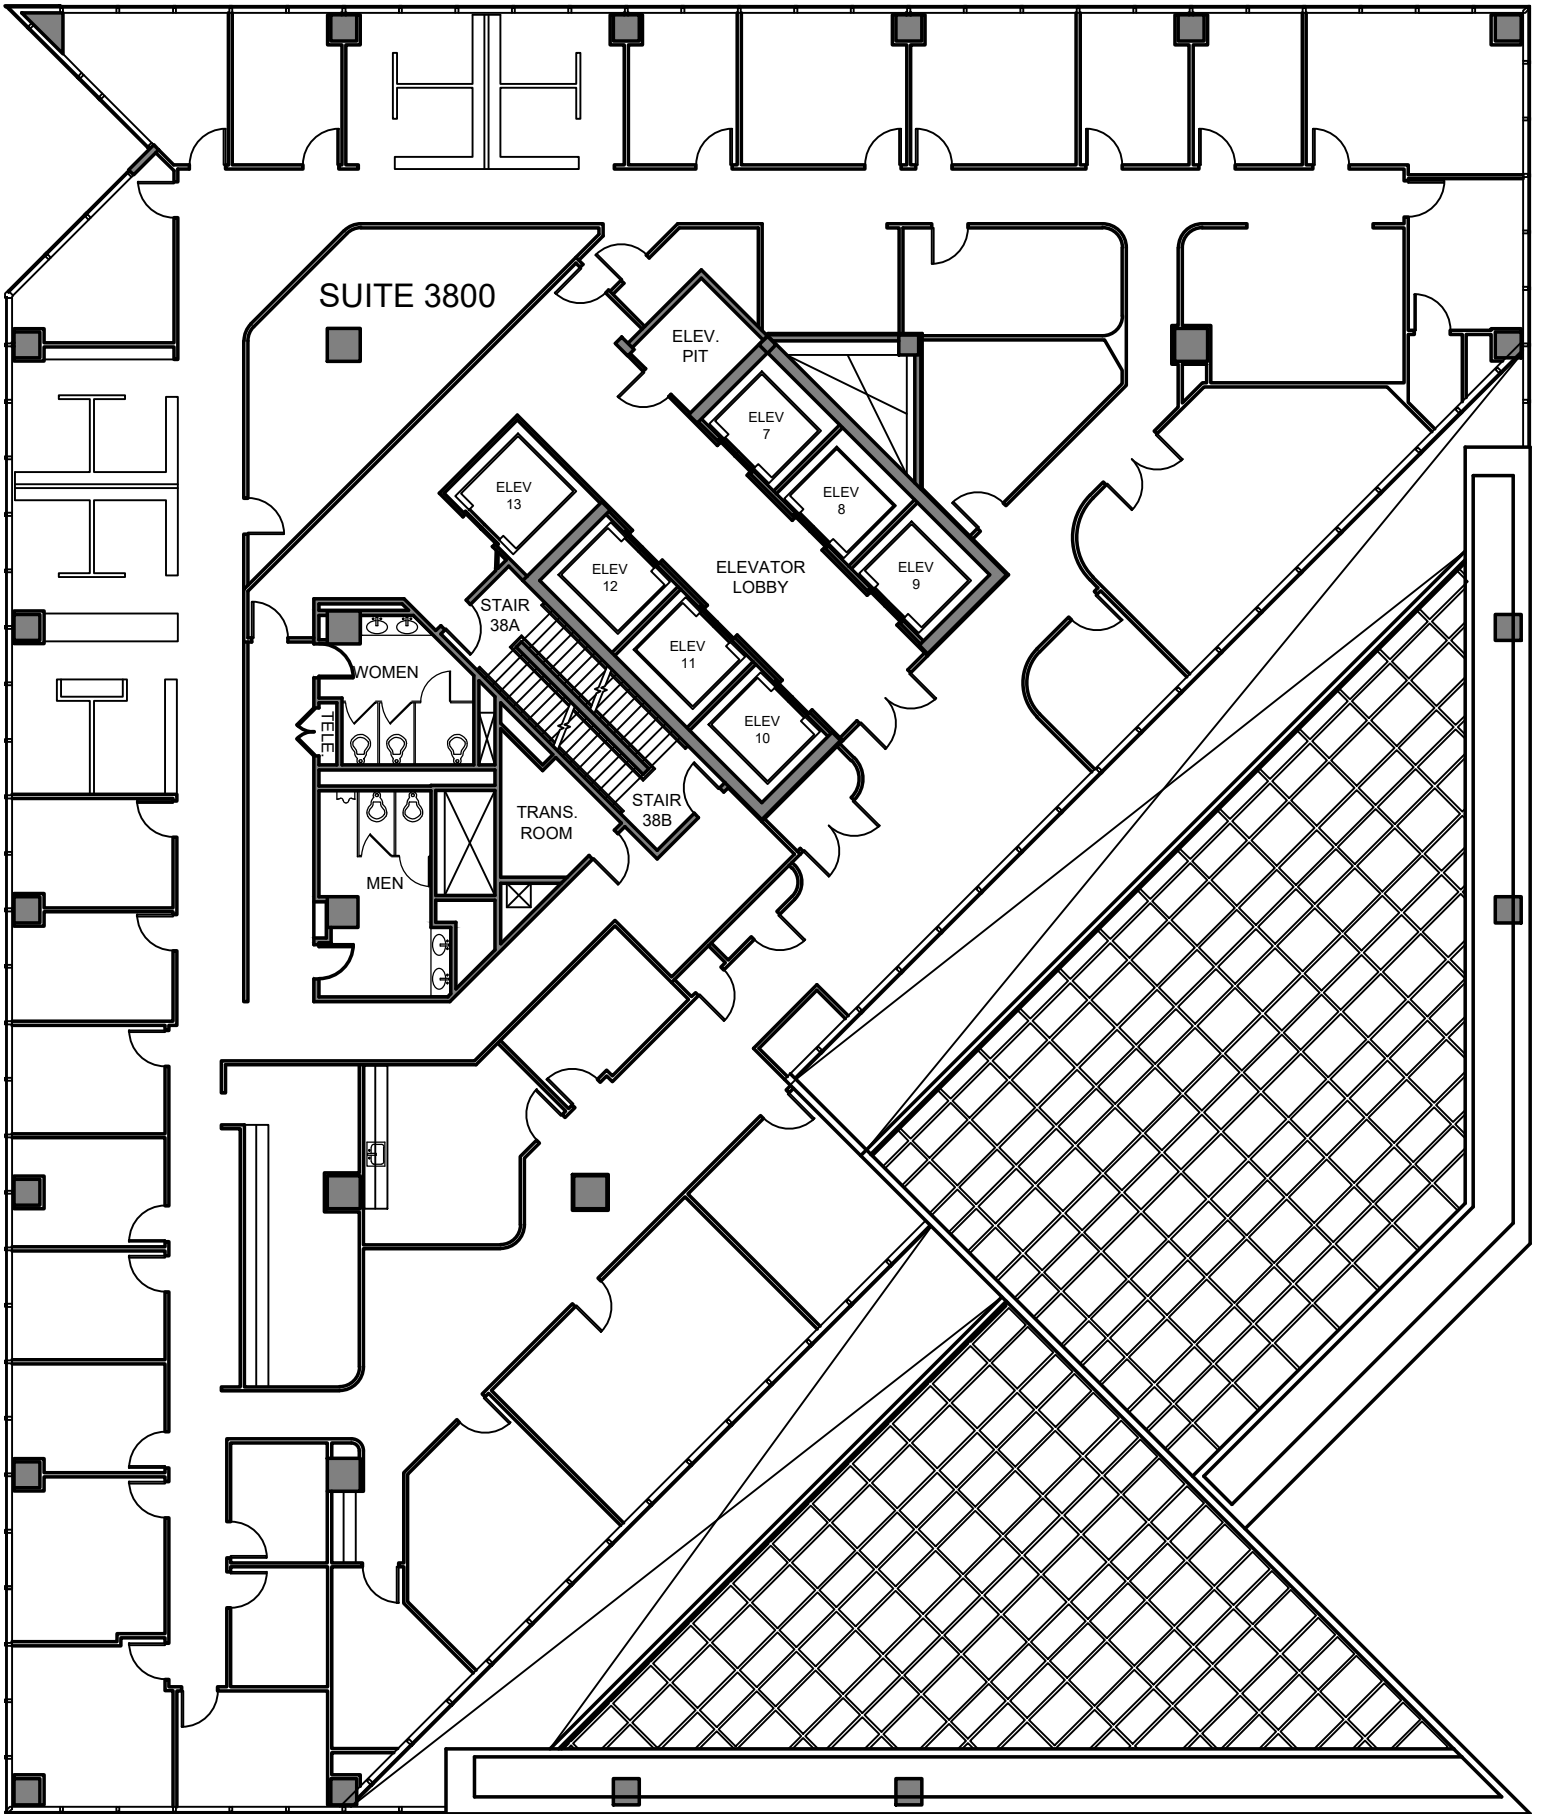 SUITE 3800
ELEV.
PIT
ELEV
7
ELEV
8
ELEV
9
ELEV
13
ELEV
12
ELEVATOR
LOBBY
STAIR
38A
ELEV
11
WOMEN
TELE.
ELEV
10
STAIR
38B
TRANS.
ROOM
MEN